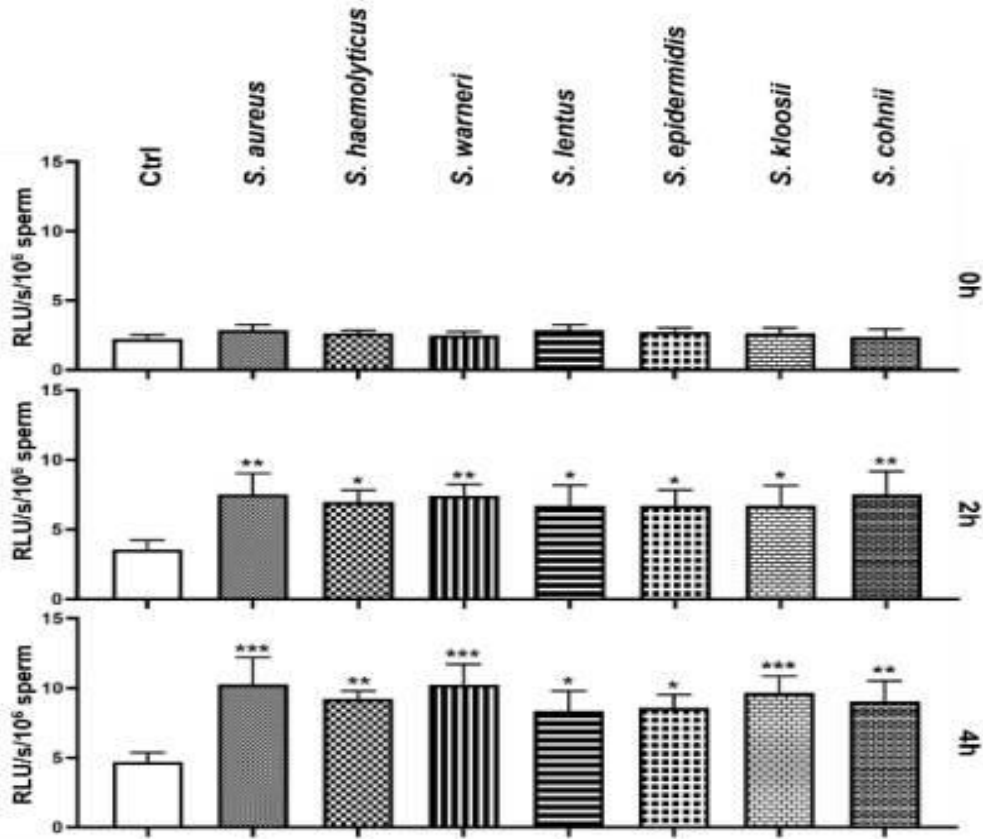 Ctrl
S. aureus
S. haemolyticus
S. warneri
S. lentus
S. epidermidis
S. kloosii
S. cohnii
RLU/s/10⁶ sperm
15
10
5
0
0h
RLU/s/10⁶ sperm
15
10
5
0
** * ** * * * **
2h
RLU/s/10⁶ sperm
15
10
5
0
*** ** *** * * *** **
4h